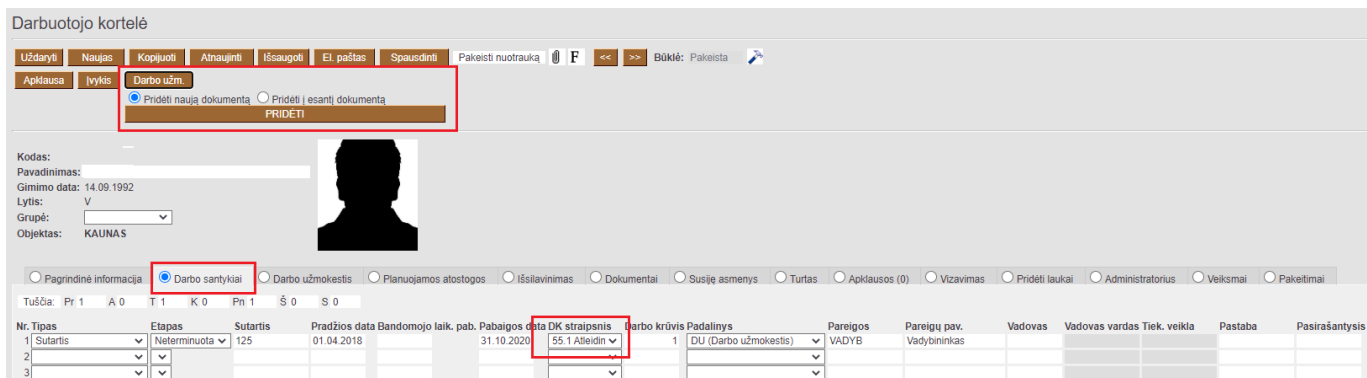 Darbuotojo kortelė
Uždaryti Naujas Kopijuoti Atnaujinti Išsaugoti El. paštas Spausdinti Pakeisti nuotrauką F << >> Būklė: Pakeista
Apklausa Įvykis Darbo užm.
Pridėti naują dokumentą Pridėti į esantį dokumentą
PRIDĖTI
Kodas:
Pavadinimas:
Gimimo data: 14.09.1992
Lytis: V
Grupė:
Objektas: KAUNAS
Pagrindinė informacija Darbo santykiai Darbo užmokestis Planuojamos atostogos Išsilavinimas Dokumentai Susiję asmenys Turtas Apklausos (0) Vizavimas Pridėti laukai Administratorius Veiksmai Pakeitimai
Tuščia: Pr 1 A 0 T 1 K 0 Pn 1 Š 0 S 0
Nr. Tipas Etapas Sutartis Pradžios data Bandomojo laik. pab. Pabaigos data DK straipsnis Darbo krūvis Padalinys Pareigos Pareigų pav. Vadovas Vadovas vardas Tiek. veikla Pastaba Pasirašantysis
1 Sutartis Neterminuota 125 01.04.2018 31.10.2020 55.1 Atleidin 1 DU (Darbo užmokestis) VADYB Vadybininkas
2
3